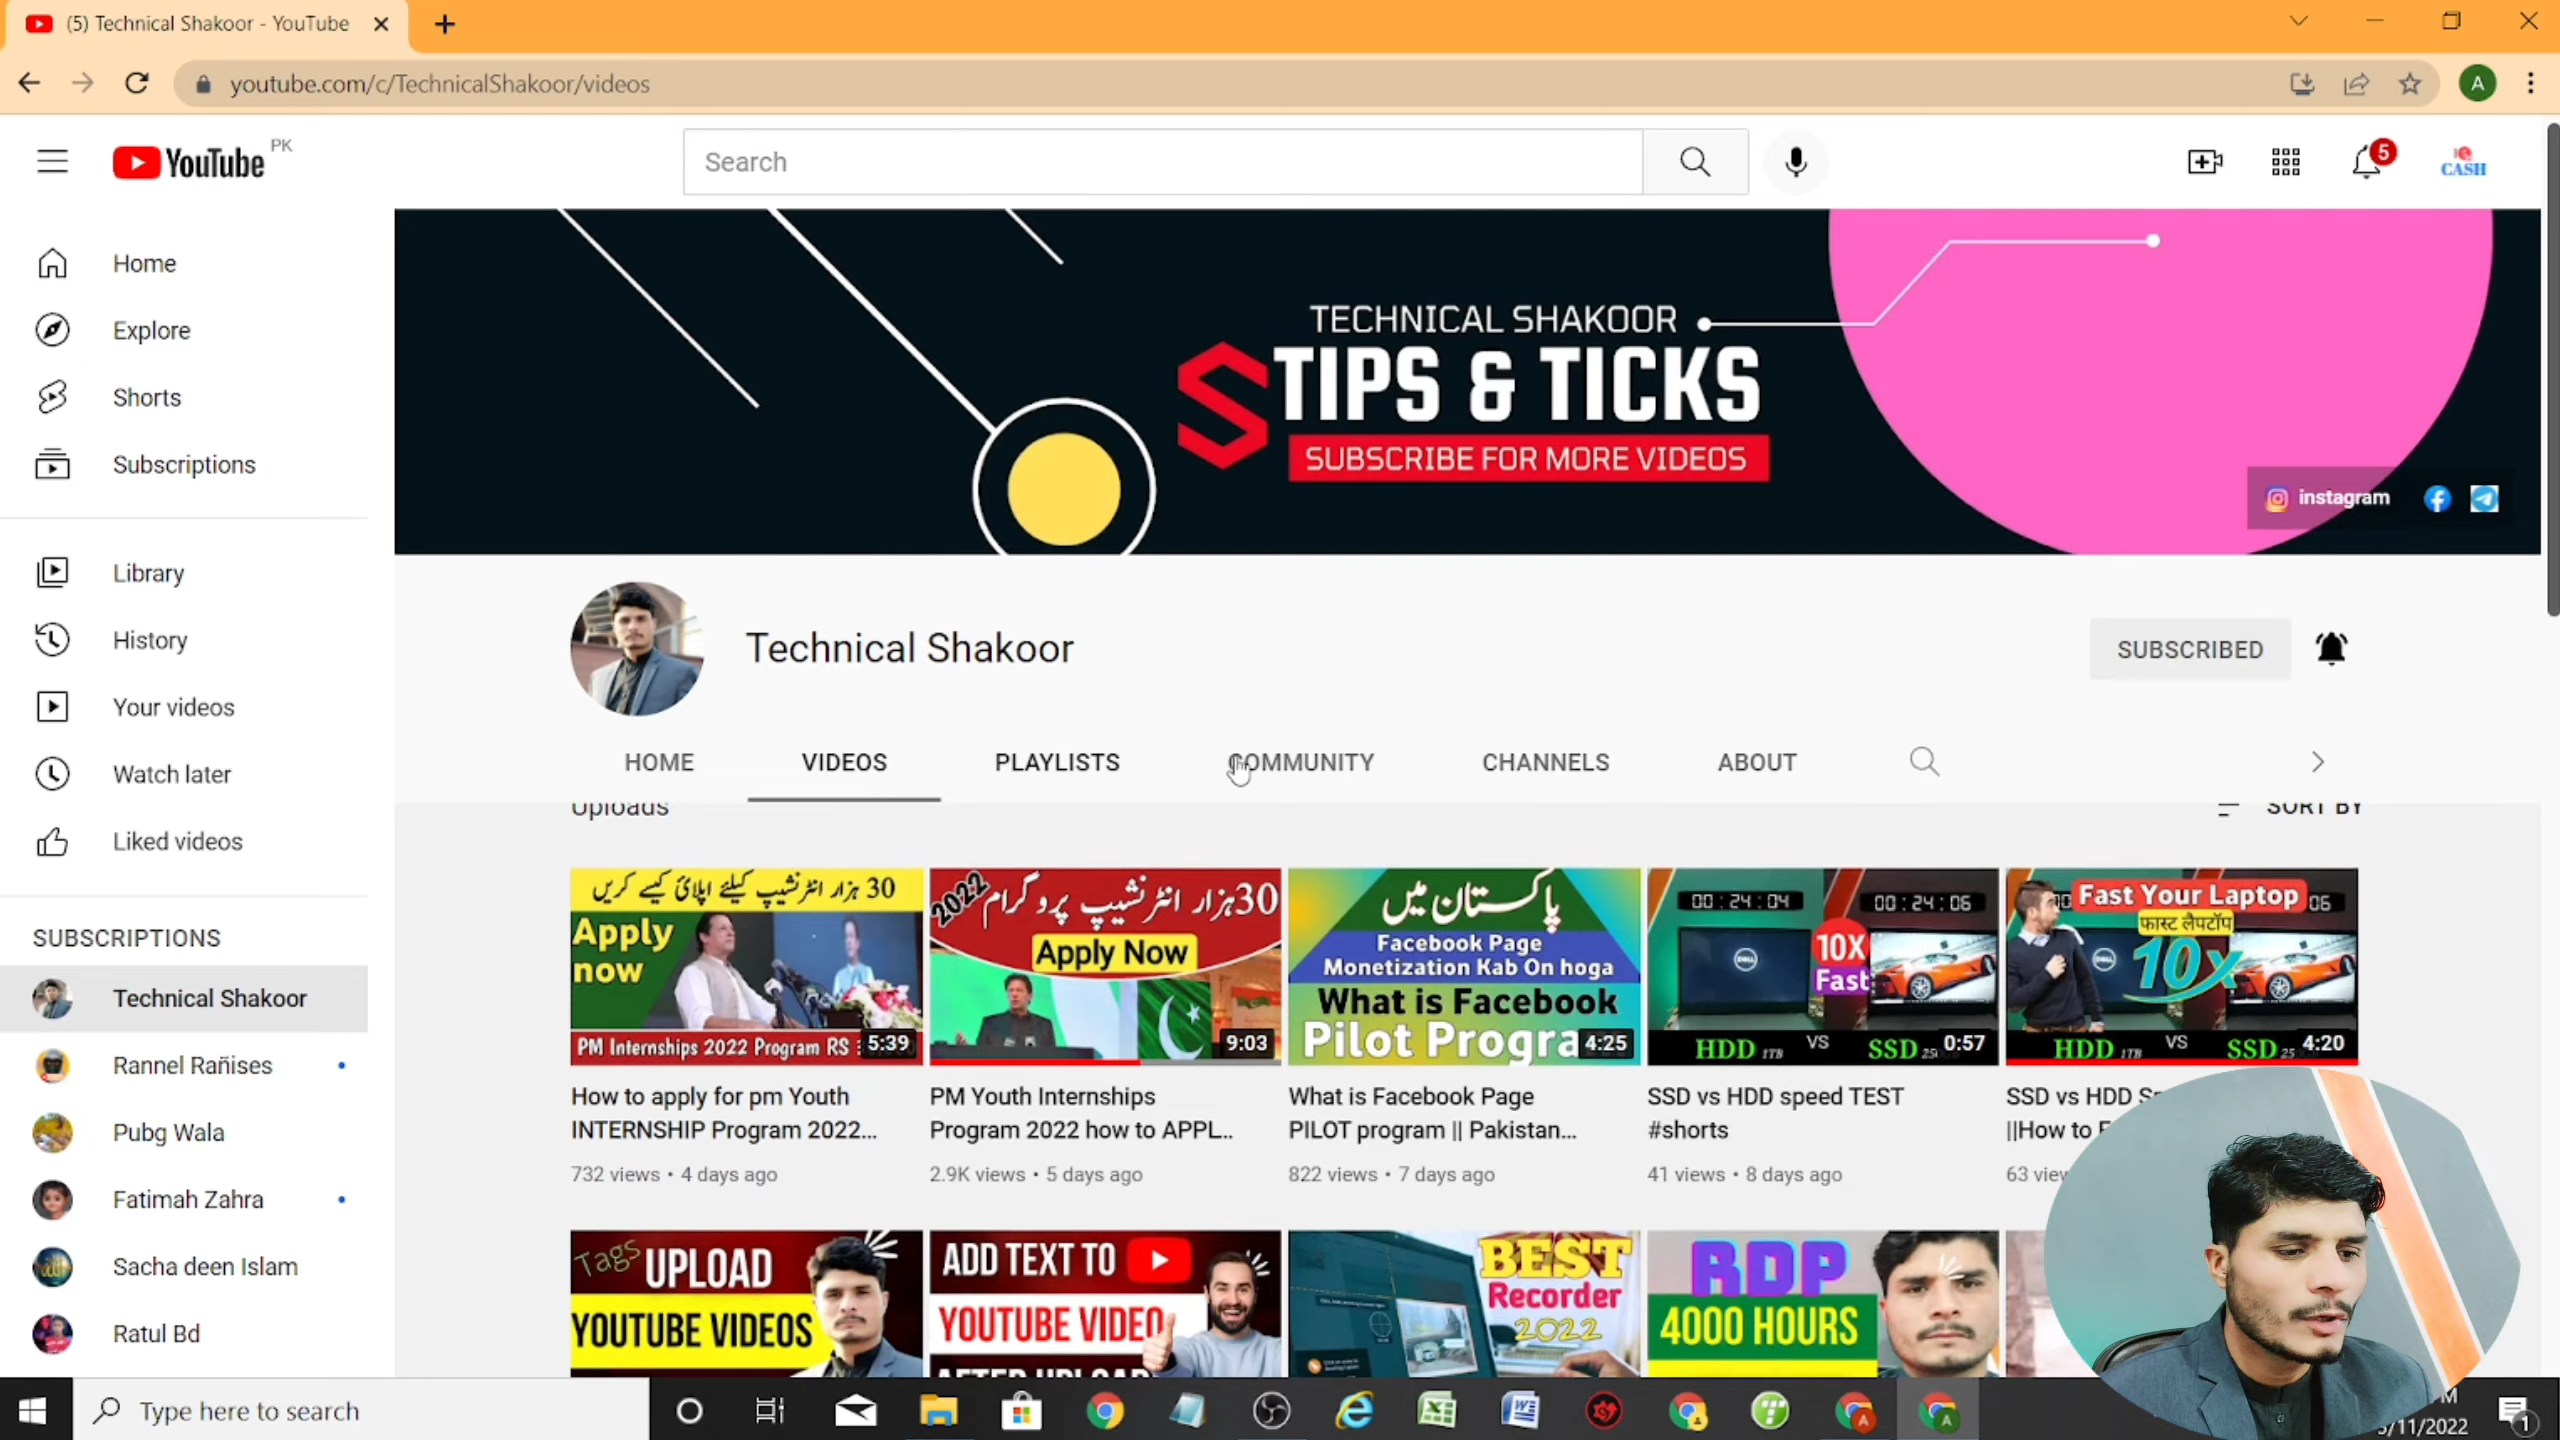 (5) Technical Shakoor - YouTube
youtube.com/c/TechnicalShakoor/videos
A
YouTube PK
Search
5
CASH
Home
Explore
Shorts
Subscriptions
Library
History
Your videos
Watch later
Liked videos
SUBSCRIPTIONS
Technical Shakoor
Rannel Rañises
Pubg Wala
Fatimah Zahra
Sacha deen Islam
Ratul Bd
TECHNICAL SHAKOOR
S TIPS & TICKS
SUBSCRIBE FOR MORE VIDEOS
instagram
Technical Shakoor
SUBSCRIBED
HOME VIDEOS PLAYLISTS COMMUNITY CHANNELS ABOUT
Uploads
SORT BY
30 ہزار انٹرنشیپ کیلئے اپلائ کیسے کریں
Apply
now
PM Internships 2022 Program RS
5:39
How to apply for pm Youth
INTERNSHIP Program 2022...
732 views • 4 days ago
2022
30ہزار انٹرنشیپ پروگرام
Apply Now
9:03
PM Youth Internships
Program 2022 how to APPL...
2.9K views • 5 days ago
پاکستان میں
Facebook Page
Monetization Kab On hoga
What is Facebook
Pilot Progra
4:25
What is Facebook Page
PILOT program || Pakistan...
822 views • 7 days ago
00:24:04 00:24:06
DELL
10X
Fast
HDD 1TB VS SSD
0:57
SSD vs HDD speed TEST
#shorts
41 views • 8 days ago
Fast Your Laptop
06
फास्ट लैपटॉप
DELL
10x
HDD 1TB VS SSD 25
4:20
SSD vs HDD
||How to
63
Tags UPLOAD
YOUTUBE VIDEOS
ADD TEXT TO
YOUTUBE VIDEO
AFTER UPLOAD
BEST
Recorder
2022
RDP
4000 HOURS
Type here to search
M
/11/2022
1